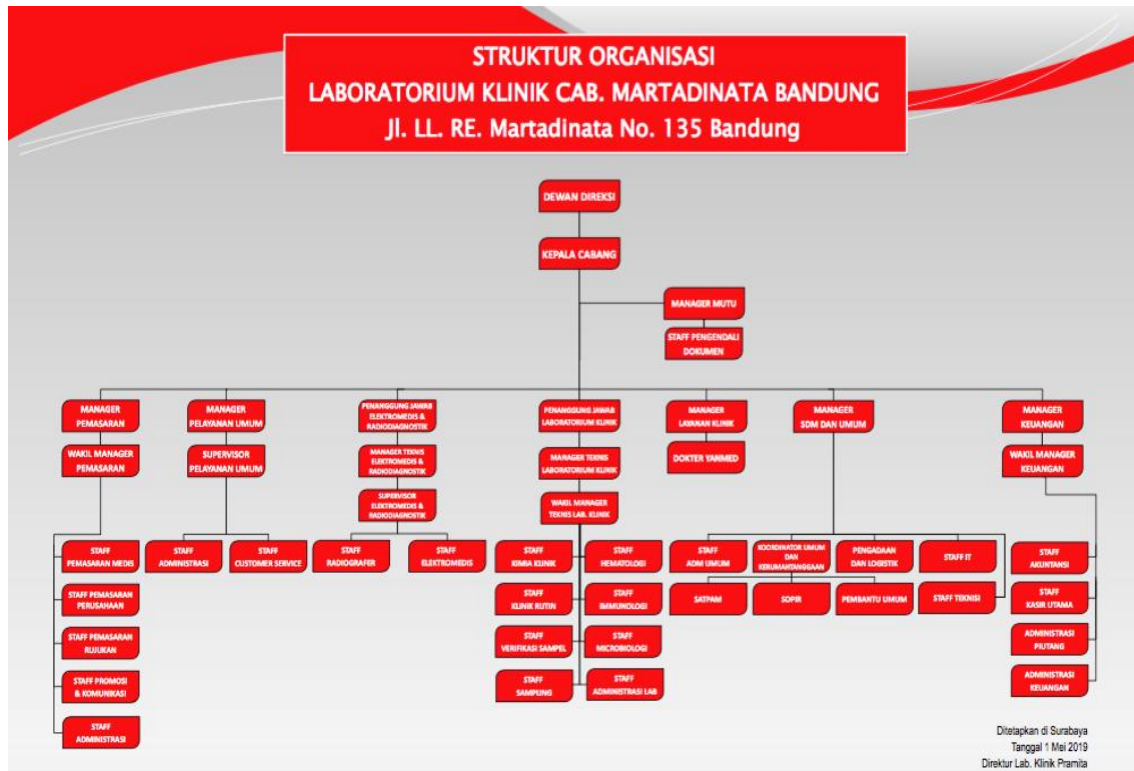 STRUKTUR ORGANISASI
LABORATORIUM KLINIK CAB. MARTADINATA BANDUNG
Jl. LL. RE. Martadinata No. 135 Bandung
DEWAN DIREKSI
KEPALA CABANG
MANAGER MUTU
STAFF PENGENDALI
DOKUMEN
MANAGER
PEMASARAN
MANAGER
PELAYANAN UMUM
PENANGGUNG JAWAB
ELEKTROMEDIS &
RADIODIAGNOSTIK
PENANGGUNG JAWAB
LABORATORIUM KLINIK
MANAGER
LAYANAN KLINIK
MANAGER
SDM DAN UMUM
MANAGER
KEUANGAN
WAKIL MANAGER
PEMASARAN
SUPERVISOR
PELAYANAN UMUM
MANAGER TEKNIS
ELEKTROMEDIS &
RADIODIAGNOSTIK
MANAGER TEKNIS
LABORATORIUM KLINIK
DOKTER YANMED
WAKIL MANAGER
KEUANGAN
SUPERVISOR
ELEKTROMEDIS &
RADIODIAGNOSTIK
WAKIL MANAGER
TEKNIS LAB. KLINIK
STAFF
PEMASARAN MEDIS
STAFF
ADMINISTRASI
STAFF
CUSTOMER SERVICE
STAFF
RADIOGRAFER
STAFF
ELEKTROMEDIS
STAFF
KIMIA KLINIK
STAFF
HEMATOLOGI
STAFF
ADM UMUM
KOORDINATOR UMUM
DAN
KERUMAHTANGGAAN
PENGADAAN
DAN LOGISTIK
STAFF IT
STAFF
AKUNTANSI
STAFF PEMASARAN
PERUSAHAAN
STAFF
KLINIK RUTIN
STAFF
IMMUNOLOGI
SATPAM
SOPIR
PEMBANTU UMUM
STAFF TEKNISI
STAFF
KASIR UTAMA
STAFF PEMASARAN
RUJUKAN
STAFF
VERIFIKASI SAMPEL
STAFF
MICROBIOLOGI
ADMINISTRASI
PIUTANG
STAFF PROMOSI
& KOMUNIKASI
STAFF
SAMPLING
STAFF
ADMINISTRASI LAB
ADMINISTRASI
KEUANGAN
STAFF
ADMINISTRASI
Ditetapkan di Surabaya
Tanggal 1 Mei 2019
Direktur Lab. Klinik Pramita